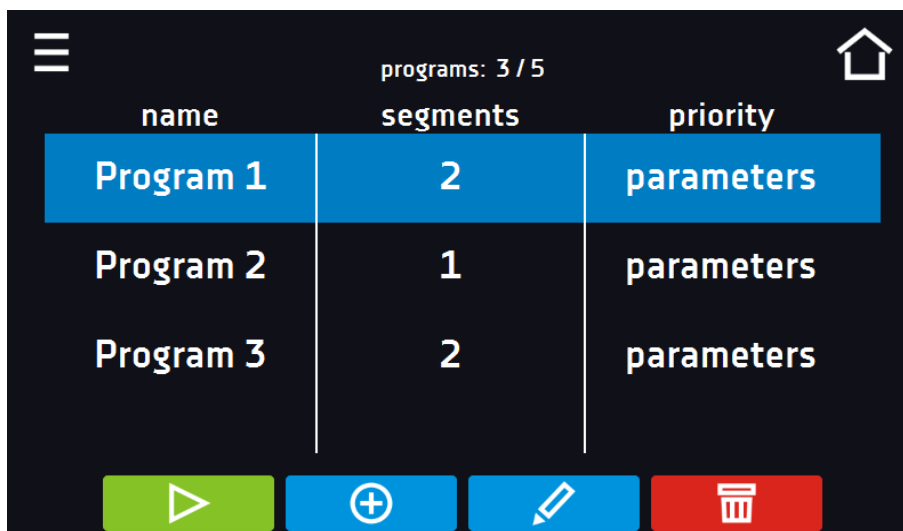 programs: 3 / 5
name segments priority
Program 1 2 parameters
Program 2 1 parameters
Program 3 2 parameters